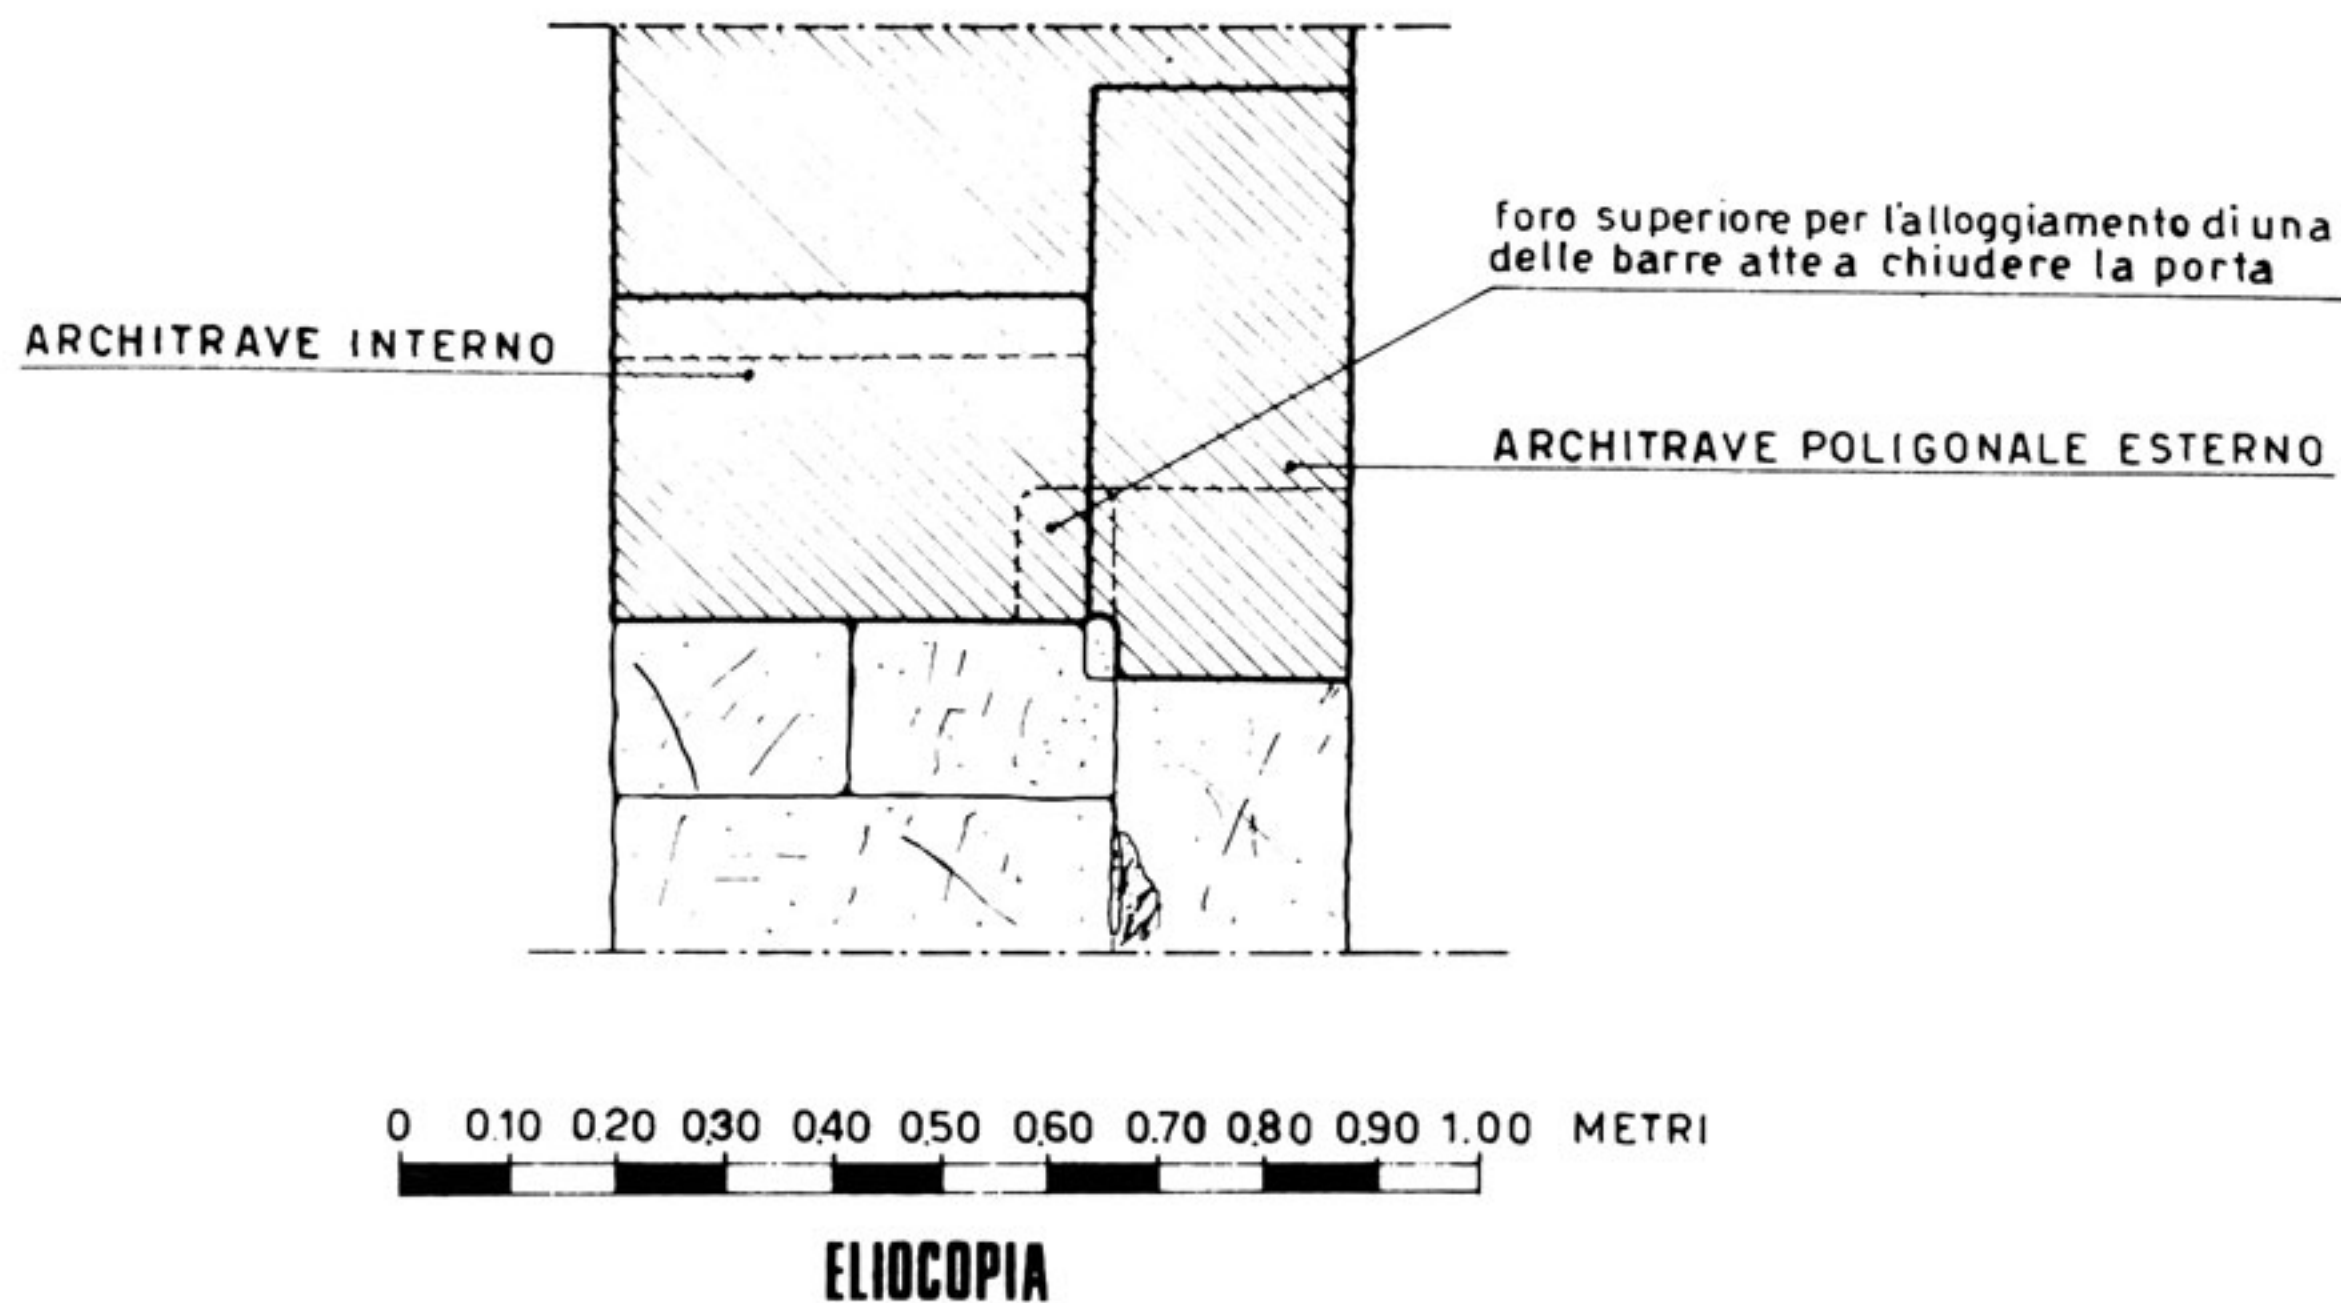 foro superiore per l'alloggiamento di una
delle barre atte a chiudere la porta
ARCHITRAVE INTERNO
ARCHITRAVE POLIGONALE ESTERNO
0 0.10 0.20 0.30 0.40 0.50 0.60 0.70 0.80 0.90 1.00 METRI
ELIOCOPIA